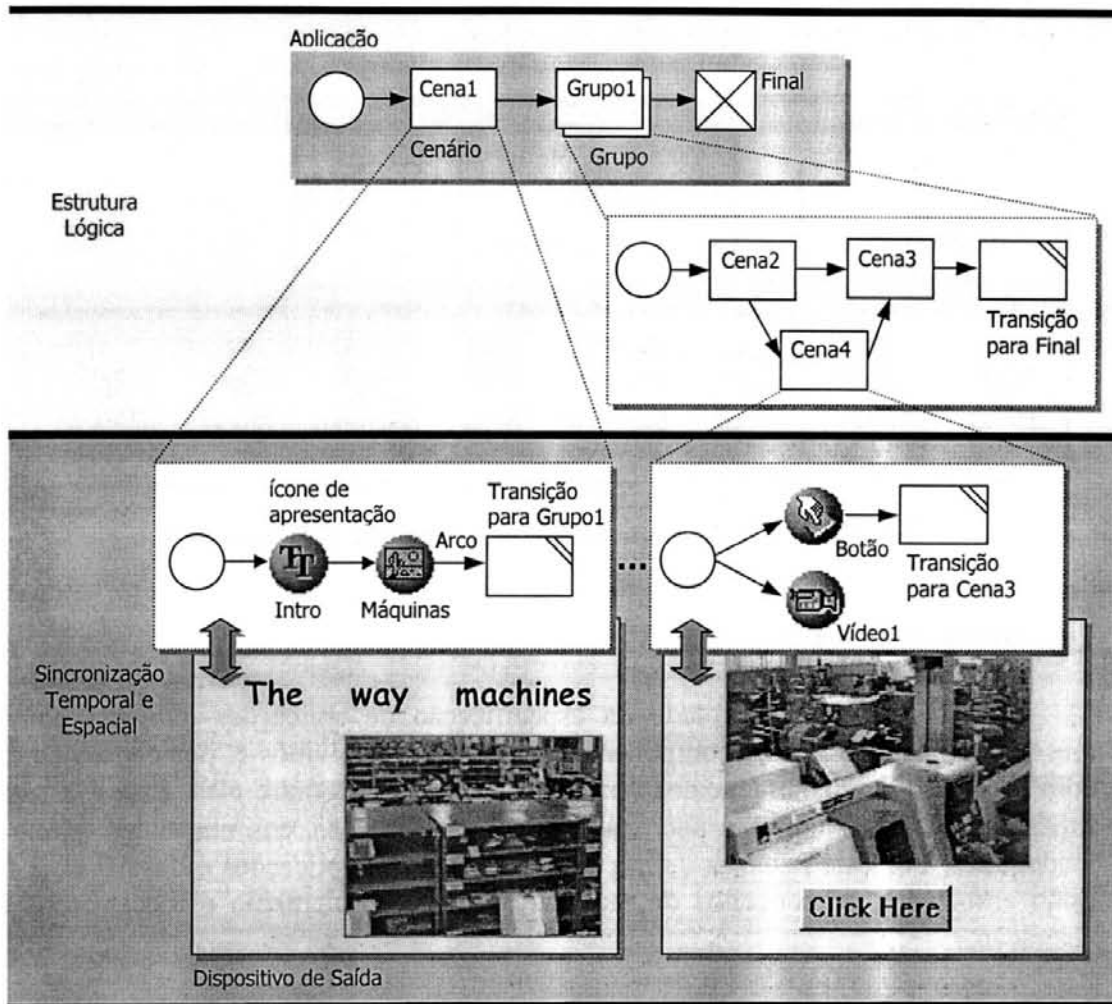 Aplicação
Cena1
Grupo1
Final
Cenário
Grupo
Estrutura
Lógica
Cena2
Cena3
Cena4
Transição
para Final
ícone de
apresentação
Transição
para Grupo1
Arco
TT
Intro
Máquinas
...
Botão
Transição
para Cena3
Vídeo1
Sincronização
Temporal e
Espacial
The way machines
Click Here
Dispositivo de Saída